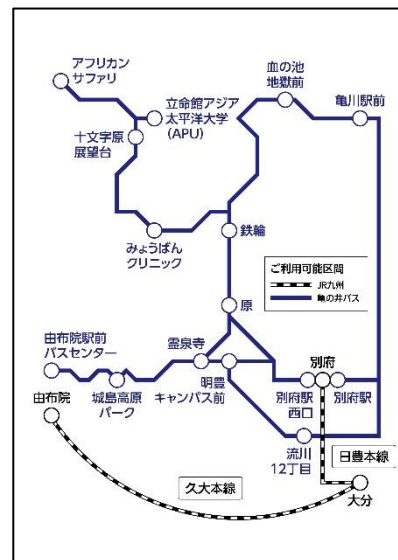 アフリカン
サファリ
立命館アジア
太平洋大学
(APU)
十文字原
展望台
血の池
地獄前
亀川駅前
みょうばん
クリニック
鉄輪
ご利用可能区間
JR九州
亀の井バス
原
由布院駅前
バスセンター
霊泉寺
別府
城島高原
パーク
明豊
キャンパス前
別府駅
西口
別府駅
由布院
流川
12丁目
日豊本線
久大本線
大分